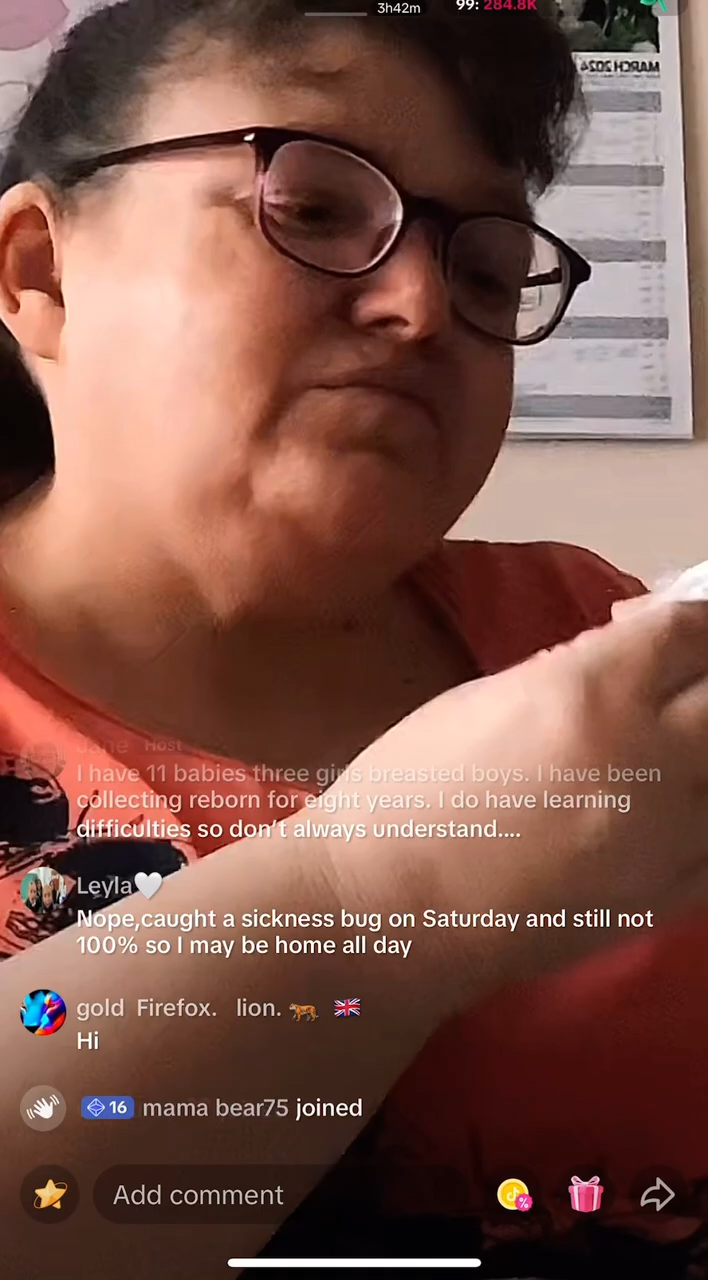 3h42m
99: 284.8K
MARCH 2024
Jane Host
I have 11 babies three girls breasted boys. I have been
collecting reborn for eight years. I do have learning
difficulties so don't always understand....
Leyla🤍
Nope,caught a sickness bug on Saturday and still not
100% so I may be home all day
gold Firefox. lion. 🐅 🇬🇧
Hi
16 mama bear75 joined
Add comment